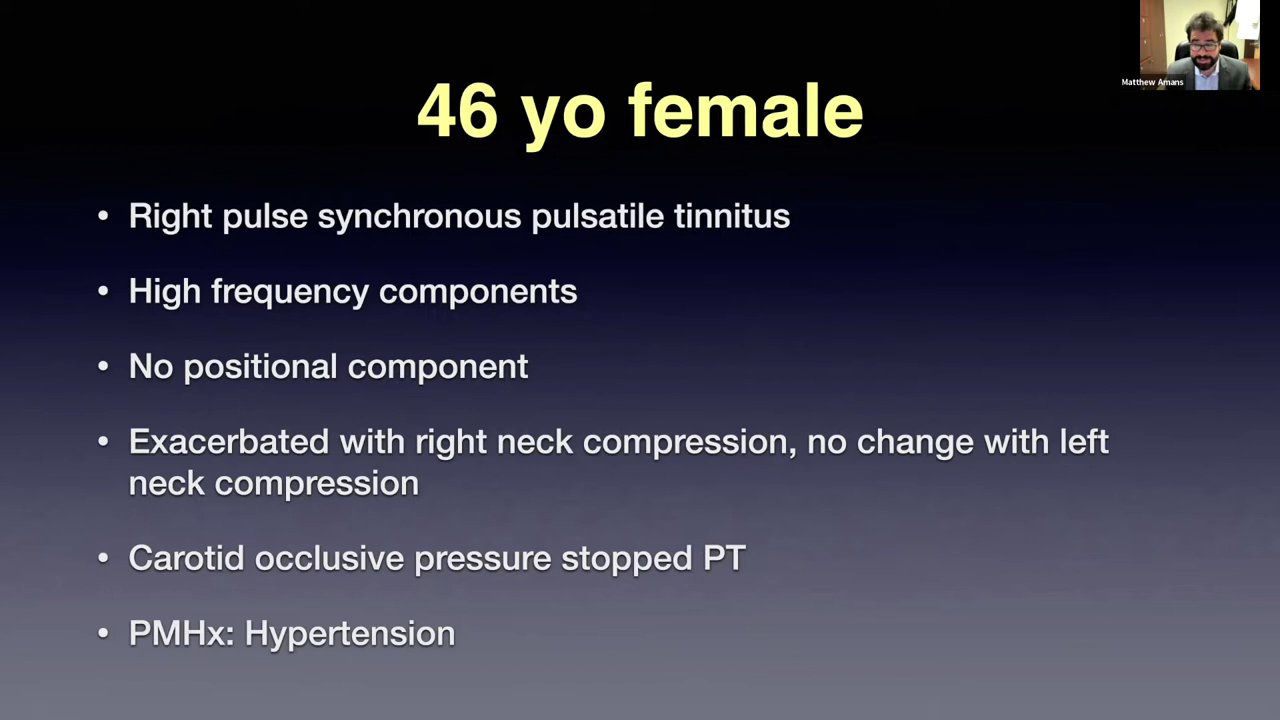 Matthew Amans
46 yo female
• Right pulse synchronous pulsatile tinnitus
• High frequency components
• No positional component
• Exacerbated with right neck compression, no change with left
neck compression
• Carotid occlusive pressure stopped PT
• PMHx: Hypertension